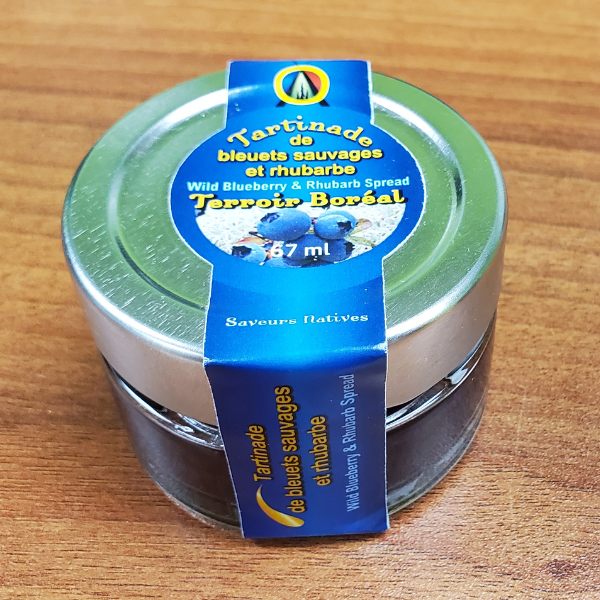 Tartinade
de
bleuets sauvages
et rhubarbe
Wild Blueberry & Rhubarb Spread
Terroir Boréal
67 ml
Saveurs Natives
Tartinade
de bleuets sauvages
et rhubarbe
Wild Blueberry & Rhubarb Spread